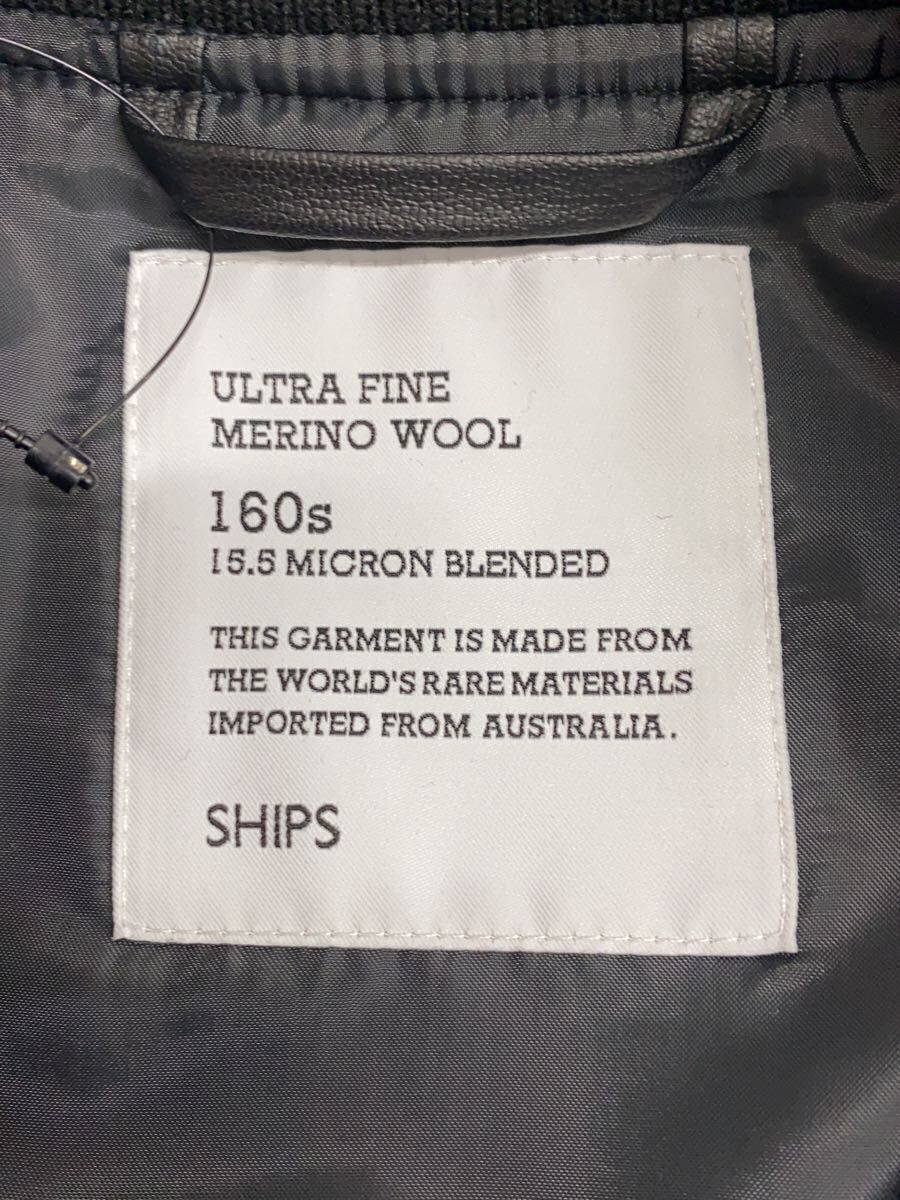 ULTRA FINE
MERINO WOOL
160s
15.5 MICRON BLENDED
THIS GARMENT IS MADE FROM
THE WORLD'S RARE MATERIALS
IMPORTED FROM AUSTRALIA.
SHIPS